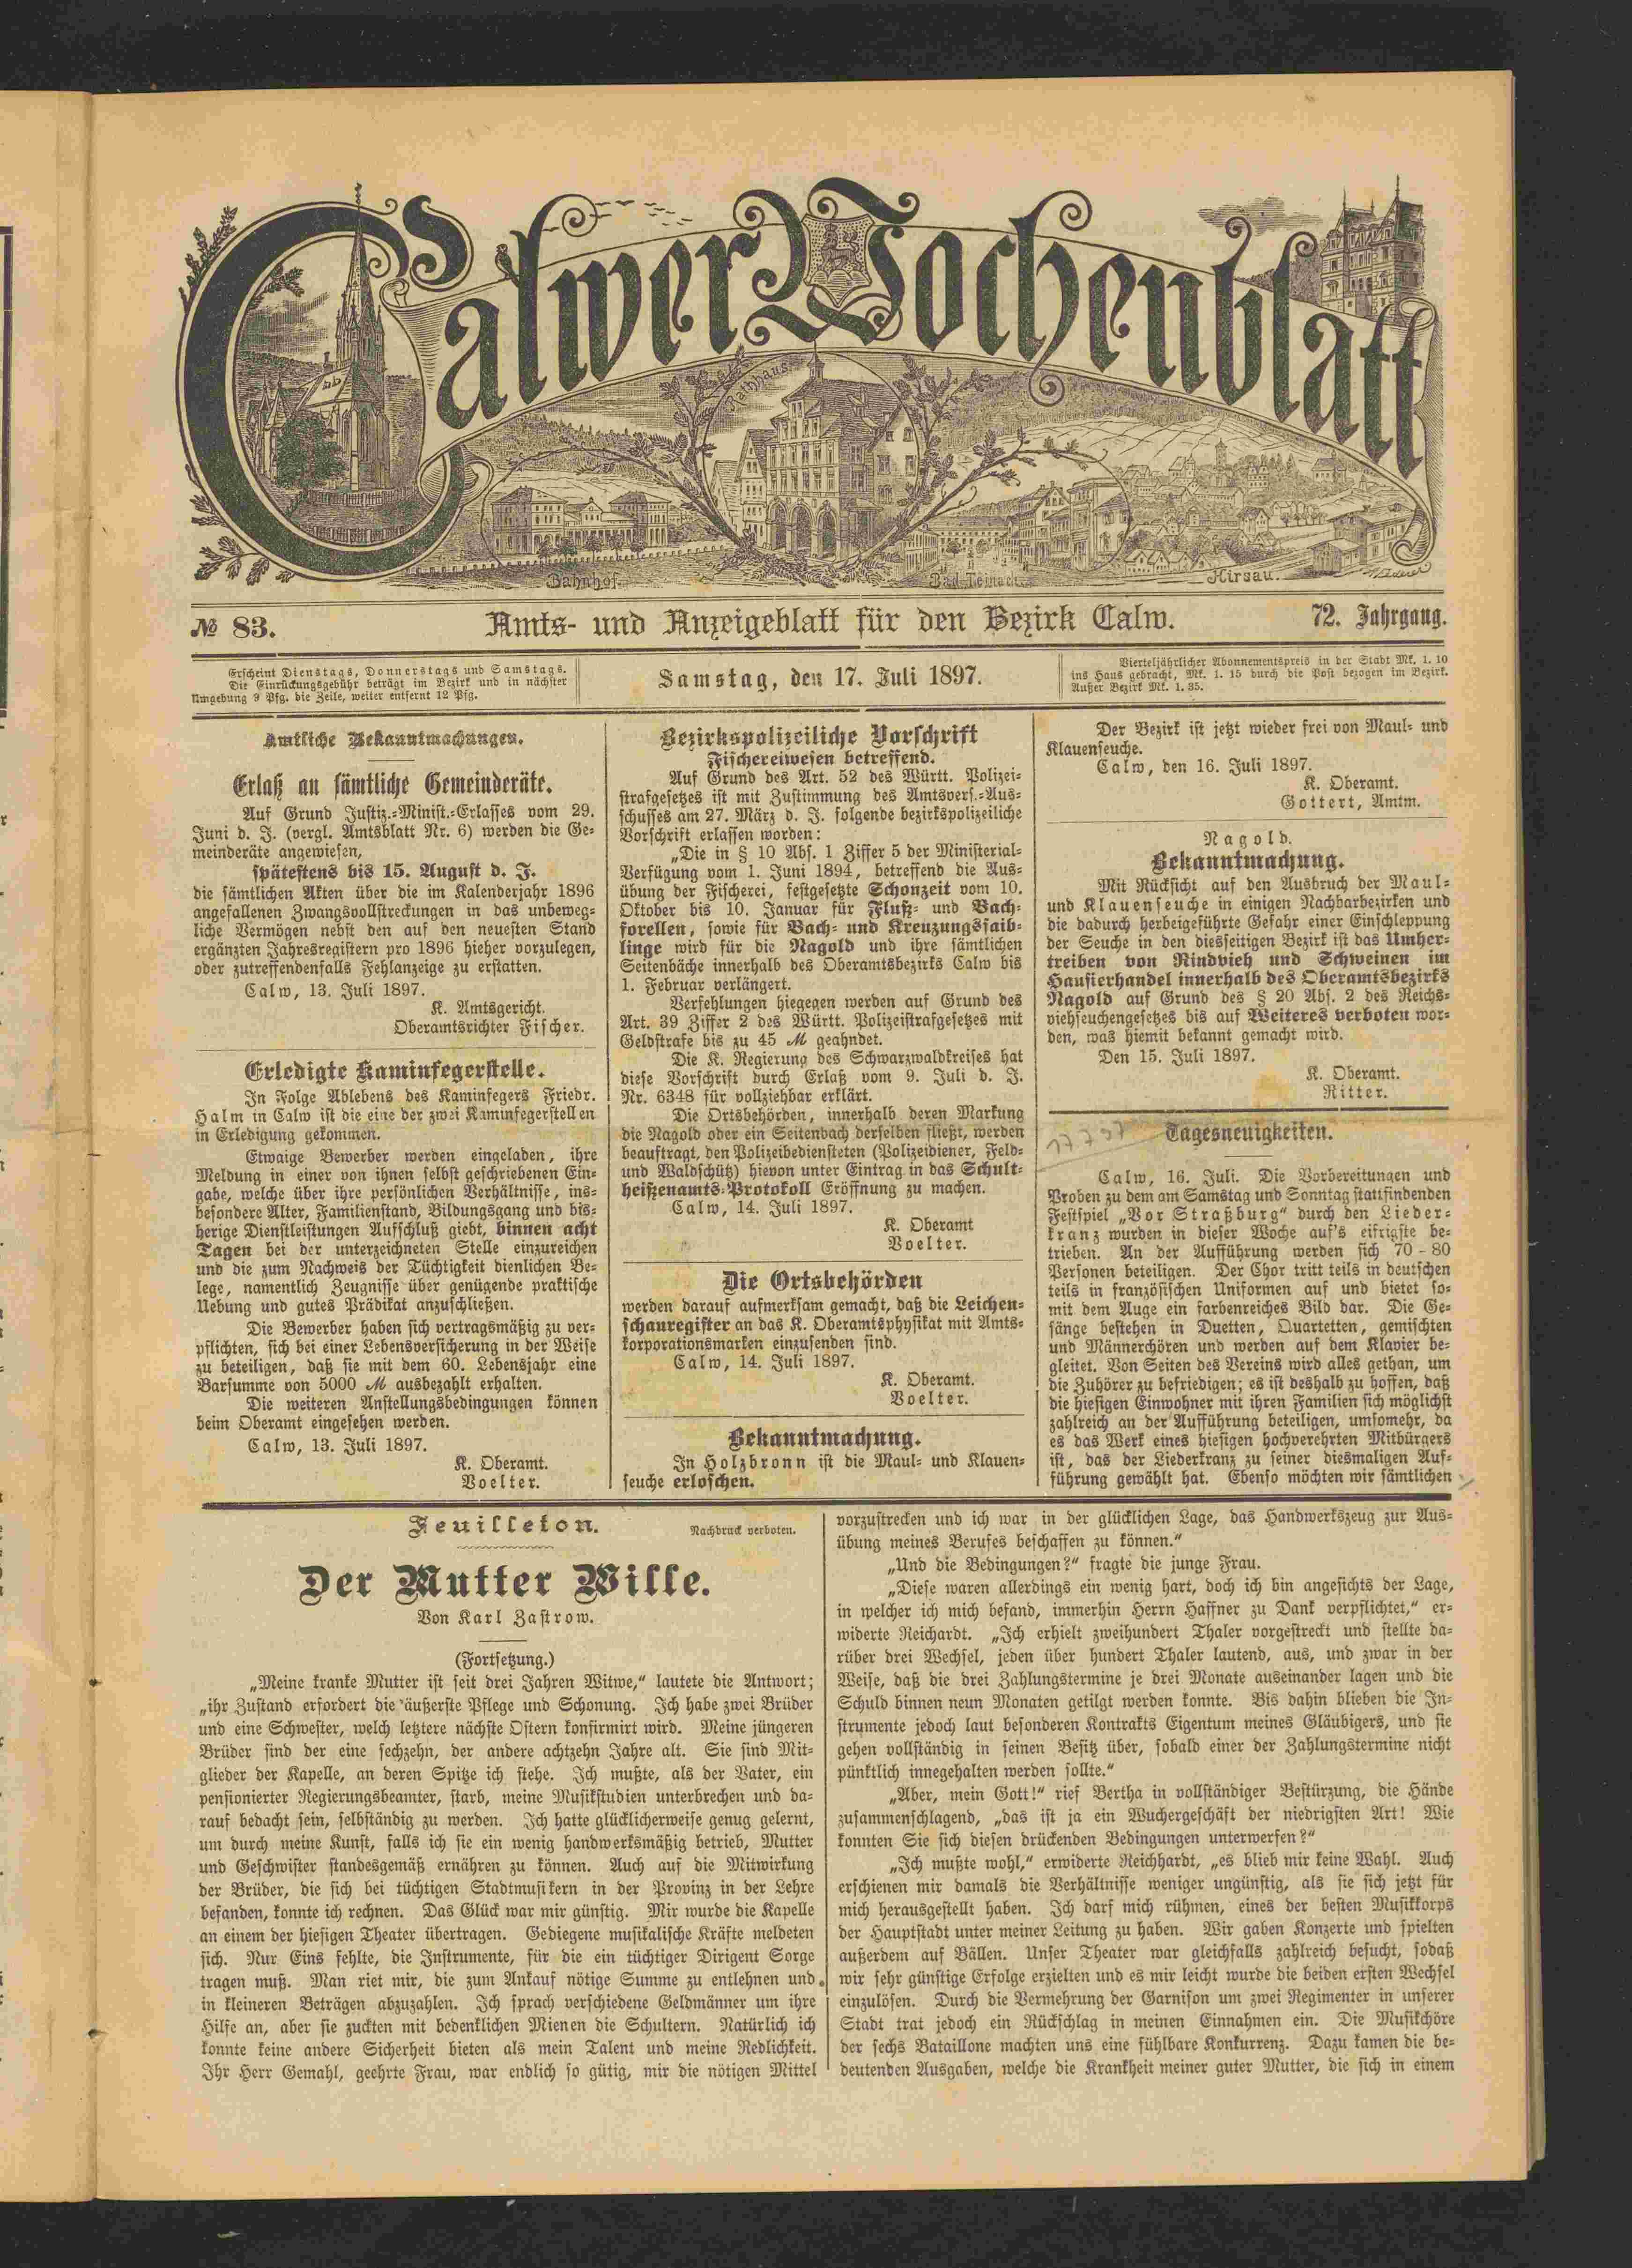 Calwer Wochenblatt
Rathhaus.
Bahnhof.
Bad Teinach.
Hirsau.
№ 83.
Amts- und Anzeigeblatt für den Bezirk Calw.
72. Jahrgang.
Erscheint Dienstags, Donnerstags und Samstags.
Die Einrückungsgebühr beträgt im Bezirk und in nächster
Umgebung 9 Pfg. die Zeile, weiter entfernt 12 Pfg.
Samstag, den 17. Juli 1897.
Vierteljährlicher Abonnementspreis in der Stadt Mk. 1. 10
ins Haus gebracht, Mk. 1. 15 durch die Post bezogen im Bezirk.
Außer Bezirk Mk. 1. 35.
Amtliche Bekanntmachungen.
Erlaß an sämtliche Gemeinderäte.
Auf Grund Justiz.-Minist.-Erlasses vom 29.
Juni d. J. (vergl. Amtsblatt Nr. 6) werden die Ge-
meinderäte angewiesen,
spätestens bis 15. August d. J.
die sämtlichen Akten über die im Kalenderjahr 1896
angefallenen Zwangsvollstreckungen in das unbeweg-
liche Vermögen nebst den auf den neuesten Stand
ergänzten Jahresregistern pro 1896 hieher vorzulegen,
oder zutreffendenfalls Fehlanzeige zu erstatten.
Calw, 13. Juli 1897.
K. Amtsgericht.
Oberamtsrichter Fischer.
Erledigte Kaminfegerstelle.
In Folge Ablebens des Kaminfegers Friedr.
Halm in Calw ist die eine der zwei Kaminfegerstellen
in Erledigung gekommen.
Etwaige Bewerber werden eingeladen, ihre
Meldung in einer von ihnen selbst geschriebenen Ein-
gabe, welche über ihre persönlichen Verhältnisse, ins-
besondere Alter, Familienstand, Bildungsgang und bis-
herige Dienstleistungen Aufschluß giebt, binnen acht
Tagen bei der unterzeichneten Stelle einzureichen
und die zum Nachweis der Tüchtigkeit dienlichen Be-
lege, namentlich Zeugnisse über genügende praktische
Uebung und gutes Prädikat anzuschließen.
Die Bewerber haben sich vertragsmäßig zu ver-
pflichten, sich bei einer Lebensversicherung in der Weise
zu beteiligen, daß sie mit dem 60. Lebensjahr eine
Barsumme von 5000 M ausbezahlt erhalten.
Die weiteren Anstellungsbedingungen können
beim Oberamt eingesehen werden.
Calw, 13. Juli 1897.
K. Oberamt.
Voelter.
Bezirkspolizeiliche Vorschrift
Fischereiwesen betreffend.
Auf Grund des Art. 52 des Württ. Polizei-
strafgesetzes ist mit Zustimmung des Amtsvers.-Aus-
schusses am 27. März d. J. folgende bezirkspolizeiliche
Vorschrift erlassen worden:
„Die in § 10 Abs. 1 Ziffer 5 der Ministerial-
Verfügung vom 1. Juni 1894, betreffend die Aus-
übung der Fischerei, festgesetzte Schonzeit vom 10.
Oktober bis 10. Januar für Fluß- und Bach-
forellen, sowie für Bach- und Kreuzungssaib-
linge wird für die Nagold und ihre sämtlichen
Seitenbäche innerhalb des Oberamtsbezirks Calw bis
1. Februar verlängert.
Verfehlungen hiegegen werden auf Grund des
Art. 39 Ziffer 2 des Württ. Polizeistrafgesetzes mit
Geldstrafe bis zu 45 M geahndet.
Die K. Regierung des Schwarzwaldkreises hat
diese Vorschrift durch Erlaß vom 9. Juli d. J.
Nr. 6348 für vollziehbar erklärt.
Die Ortsbehörden, innerhalb deren Markung
die Nagold oder ein Seitenbach derselben fließt, werden
beauftragt, den Polizeibediensteten (Polizeidiener, Feld-
und Waldschütz) hievon unter Eintrag in das Schult-
heißenamts-Protokoll Eröffnung zu machen.
Calw, 14. Juli 1897.
K. Oberamt
Voelter.
Die Ortsbehörden
werden darauf aufmerksam gemacht, daß die Leichen-
schauregister an das K. Oberamtsphysikat mit Amts-
korporationsmarken einzusenden sind.
Calw, 14. Juli 1897.
K. Oberamt.
Voelter.
Bekanntmachung.
In Holzbronn ist die Maul- und Klauen-
seuche erloschen.
Der Bezirk ist jetzt wieder frei von Maul- und
Klauenseuche.
Calw, den 16. Juli 1897.
K. Oberamt.
Gottert, Amtm.
Nagold.
Bekanntmachung.
Mit Rücksicht auf den Ausbruch der Maul-
und Klauenseuche in einigen Nachbarbezirken und
die dadurch herbeigeführte Gefahr einer Einschleppung
der Seuche in den diesseitigen Bezirk ist das Umher-
treiben von Rindvieh und Schweinen im
Hausierhandel innerhalb des Oberamtsbezirks
Nagold auf Grund des § 20 Abs. 2 des Reichs-
viehseuchengesetzes bis auf Weiteres verboten wor-
den, was hiemit bekannt gemacht wird.
Den 15. Juli 1897.
K. Oberamt.
Ritter.
17 7 97
Tagesneuigkeiten.
Calw, 16. Juli. Die Vorbereitungen und
Proben zu dem am Samstag und Sonntag stattfindenden
Festspiel „Vor Straßburg“ durch den Lieder-
kranz wurden in dieser Woche auf's eifrigste be-
trieben. An der Aufführung werden sich 70-80
Personen beteiligen. Der Chor tritt teils in deutschen
teils in französischen Uniformen auf und bietet so-
mit dem Auge ein farbenreiches Bild dar. Die Ge-
sänge bestehen in Duetten, Quartetten, gemischten
und Männerchören und werden auf dem Klavier be-
gleitet. Von Seiten des Vereins wird alles gethan, um
die Zuhörer zu befriedigen; es ist deshalb zu hoffen, daß
die hiesigen Einwohner mit ihren Familien sich möglichst
zahlreich an der Aufführung beteiligen, umsomehr, da
es das Werk eines hiesigen hochverehrten Mitbürgers
ist, das der Liederkranz zu seiner diesmaligen Auf-
führung gewählt hat. Ebenso möchten wir sämtlichen
Feuilleton.
Nachdruck verboten.
Der Mutter Wille.
Von Karl Zastrow.
(Fortsetzung.)
„Meine kranke Mutter ist seit drei Jahren Witwe,“ lautete die Antwort;
„ihr Zustand erfordert die äußerste Pflege und Schonung. Ich habe zwei Brüder
und eine Schwester, welch letztere nächste Ostern konfirmirt wird. Meine jüngeren
Brüder sind der eine sechzehn, der andere achtzehn Jahre alt. Sie sind Mit-
glieder der Kapelle, an deren Spitze ich stehe. Ich mußte, als der Vater, ein
pensionierter Regierungsbeamter, starb, meine Musikstudien unterbrechen und da-
rauf bedacht sein, selbständig zu werden. Ich hatte glücklicherweise genug gelernt,
um durch meine Kunst, falls ich sie ein wenig handwerksmäßig betrieb, Mutter
und Geschwister standesgemäß ernähren zu können. Auch auf die Mitwirkung
der Brüder, die sich bei tüchtigen Stadtmusikern in der Provinz in der Lehre
befanden, konnte ich rechnen. Das Glück war mir günstig. Mir wurde die Kapelle
an einem der hiesigen Theater übertragen. Gediegene musikalische Kräfte meldeten
sich. Nur Eins fehlte, die Instrumente, für die ein tüchtiger Dirigent Sorge
tragen muß. Man riet mir, die zum Ankauf nötige Summe zu entlehnen und
in kleineren Beträgen abzuzahlen. Ich sprach verschiedene Geldmänner um ihre
Hilfe an, aber sie zuckten mit bedenklichen Mienen die Schultern. Natürlich ich
konnte keine andere Sicherheit bieten als mein Talent und meine Redlichkeit.
Ihr Herr Gemahl, geehrte Frau, war endlich so gütig, mir die nötigen Mittel
vorzustrecken und ich war in der glücklichen Lage, das Handwerkszeug zur Aus-
übung meines Berufes beschaffen zu können.“
„Und die Bedingungen?“ fragte die junge Frau.
„Diese waren allerdings ein wenig hart, doch ich bin angesichts der Lage,
in welcher ich mich befand, immerhin Herrn Haffner zu Dank verpflichtet,“ er-
widerte Reichardt. „Ich erhielt zweihundert Thaler vorgestreckt und stellte da-
rüber drei Wechsel, jeden über hundert Thaler lautend, aus, und zwar in der
Weise, daß die drei Zahlungstermine je drei Monate auseinander lagen und die
Schuld binnen neun Monaten getilgt werden konnte. Bis dahin blieben die In-
strumente jedoch laut besonderen Kontrakts Eigentum meines Gläubigers, und sie
gehen vollständig in seinen Besitz über, sobald einer der Zahlungstermine nicht
pünktlich innegehalten werden sollte.“
„Aber, mein Gott!“ rief Bertha in vollständiger Bestürzung, die Hände
zusammenschlagend, „das ist ja ein Wuchergeschäft der niedrigsten Art! Wie
konnten Sie sich diesen drückenden Bedingungen unterwerfen?“
„Ich mußte wohl,“ erwiderte Reichhardt, „es blieb mir keine Wahl. Auch
erschienen mir damals die Verhältnisse weniger ungünstig, als sie sich jetzt für
mich herausgestellt haben. Ich darf mich rühmen, eines der besten Musikkorps
der Hauptstadt unter meiner Leitung zu haben. Wir gaben Konzerte und spielten
außerdem auf Bällen. Unser Theater war gleichfalls zahlreich besucht, sodaß
wir sehr günstige Erfolge erzielten und es mir leicht wurde die beiden ersten Wechsel
einzulösen. Durch die Vermehrung der Garnison um zwei Regimenter in unserer
Stadt trat jedoch ein Rückschlag in meinen Einnahmen ein. Die Musikchöre
der sechs Bataillone machten uns eine fühlbare Konkurrenz. Dazu kamen die be-
deutenden Ausgaben, welche die Krankheit meiner guter Mutter, die sich in einem